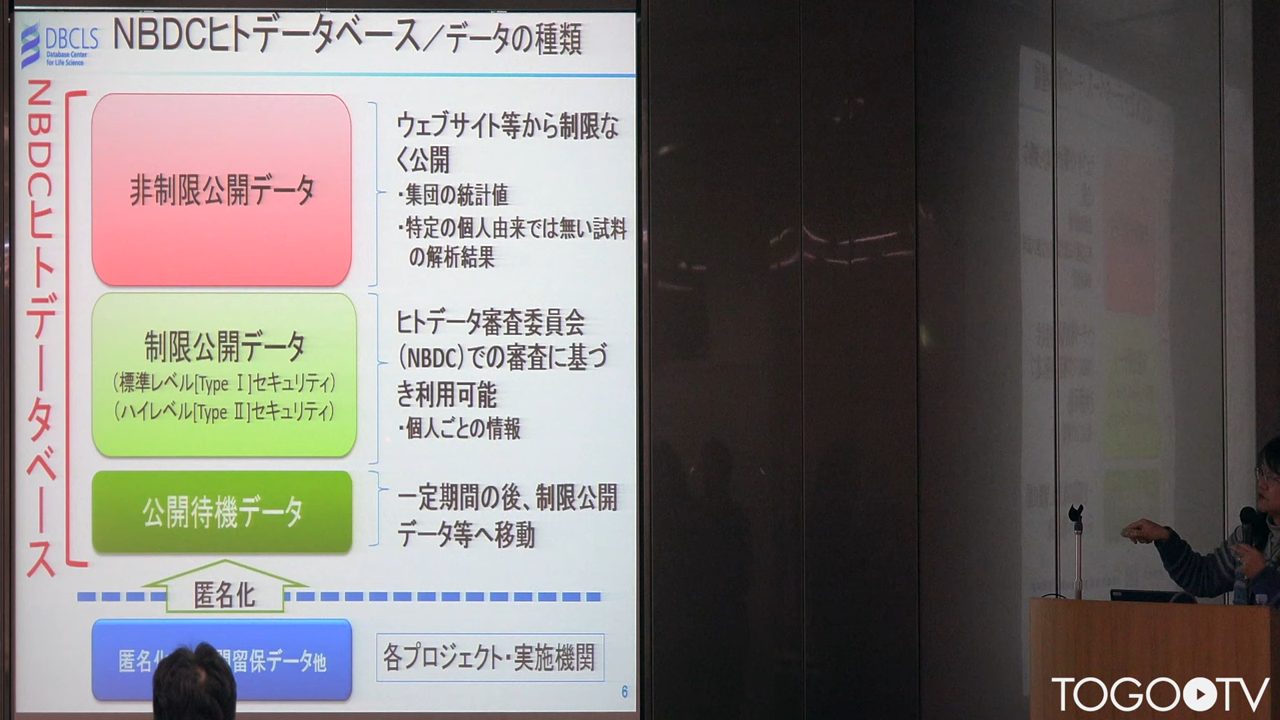 DBCLS
Database Center
for Life Science
NBDCヒトデータベース／データの種類
NBDCヒトデータベース
非制限公開データ
ウェブサイト等から制限な
く公開
・集団の統計値
・特定の個人由来では無い試料
の解析結果
制限公開データ
（標準レベル[Type Ⅰ]セキュリティ）
（ハイレベル[Type Ⅱ]セキュリティ）
ヒトデータ審査委員会
（NBDC）での審査に基づ
き利用可能
・個人ごとの情報
公開待機データ
一定期間の後、制限公開
データ等へ移動
匿名化
匿名化 留保データ他
各プロジェクト・実施機関
6
TOGOTV